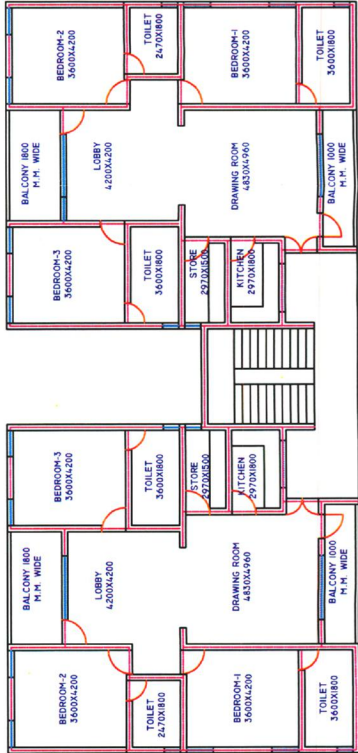 BEDROOM-2
3600X4200
BALCONY 1800
M.M. WIDE
BEDROOM-3
3600X4200
BEDROOM-3
3600X4200
BALCONY 1800
M.M. WIDE
BEDROOM-2
3600X4200
TOILET
2470X1800
LOBBY
4200X4200
TOILET
3600X1800
TOILET
3600X1800
LOBBY
4200X4200
TOILET
2470X1800
STORE
2970X1500
STORE
2970X1500
BEDROOM-1
3600X4200
DRAWING ROOM
4830X4960
KITCHEN
2970X1800
KITCHEN
2970X1800
DRAWING ROOM
4830X4960
BEDROOM-1
3600X4200
TOILET
3600X1800
BALCONY 1000
M.M. WIDE
BALCONY 1000
M.M. WIDE
TOILET
3600X1800